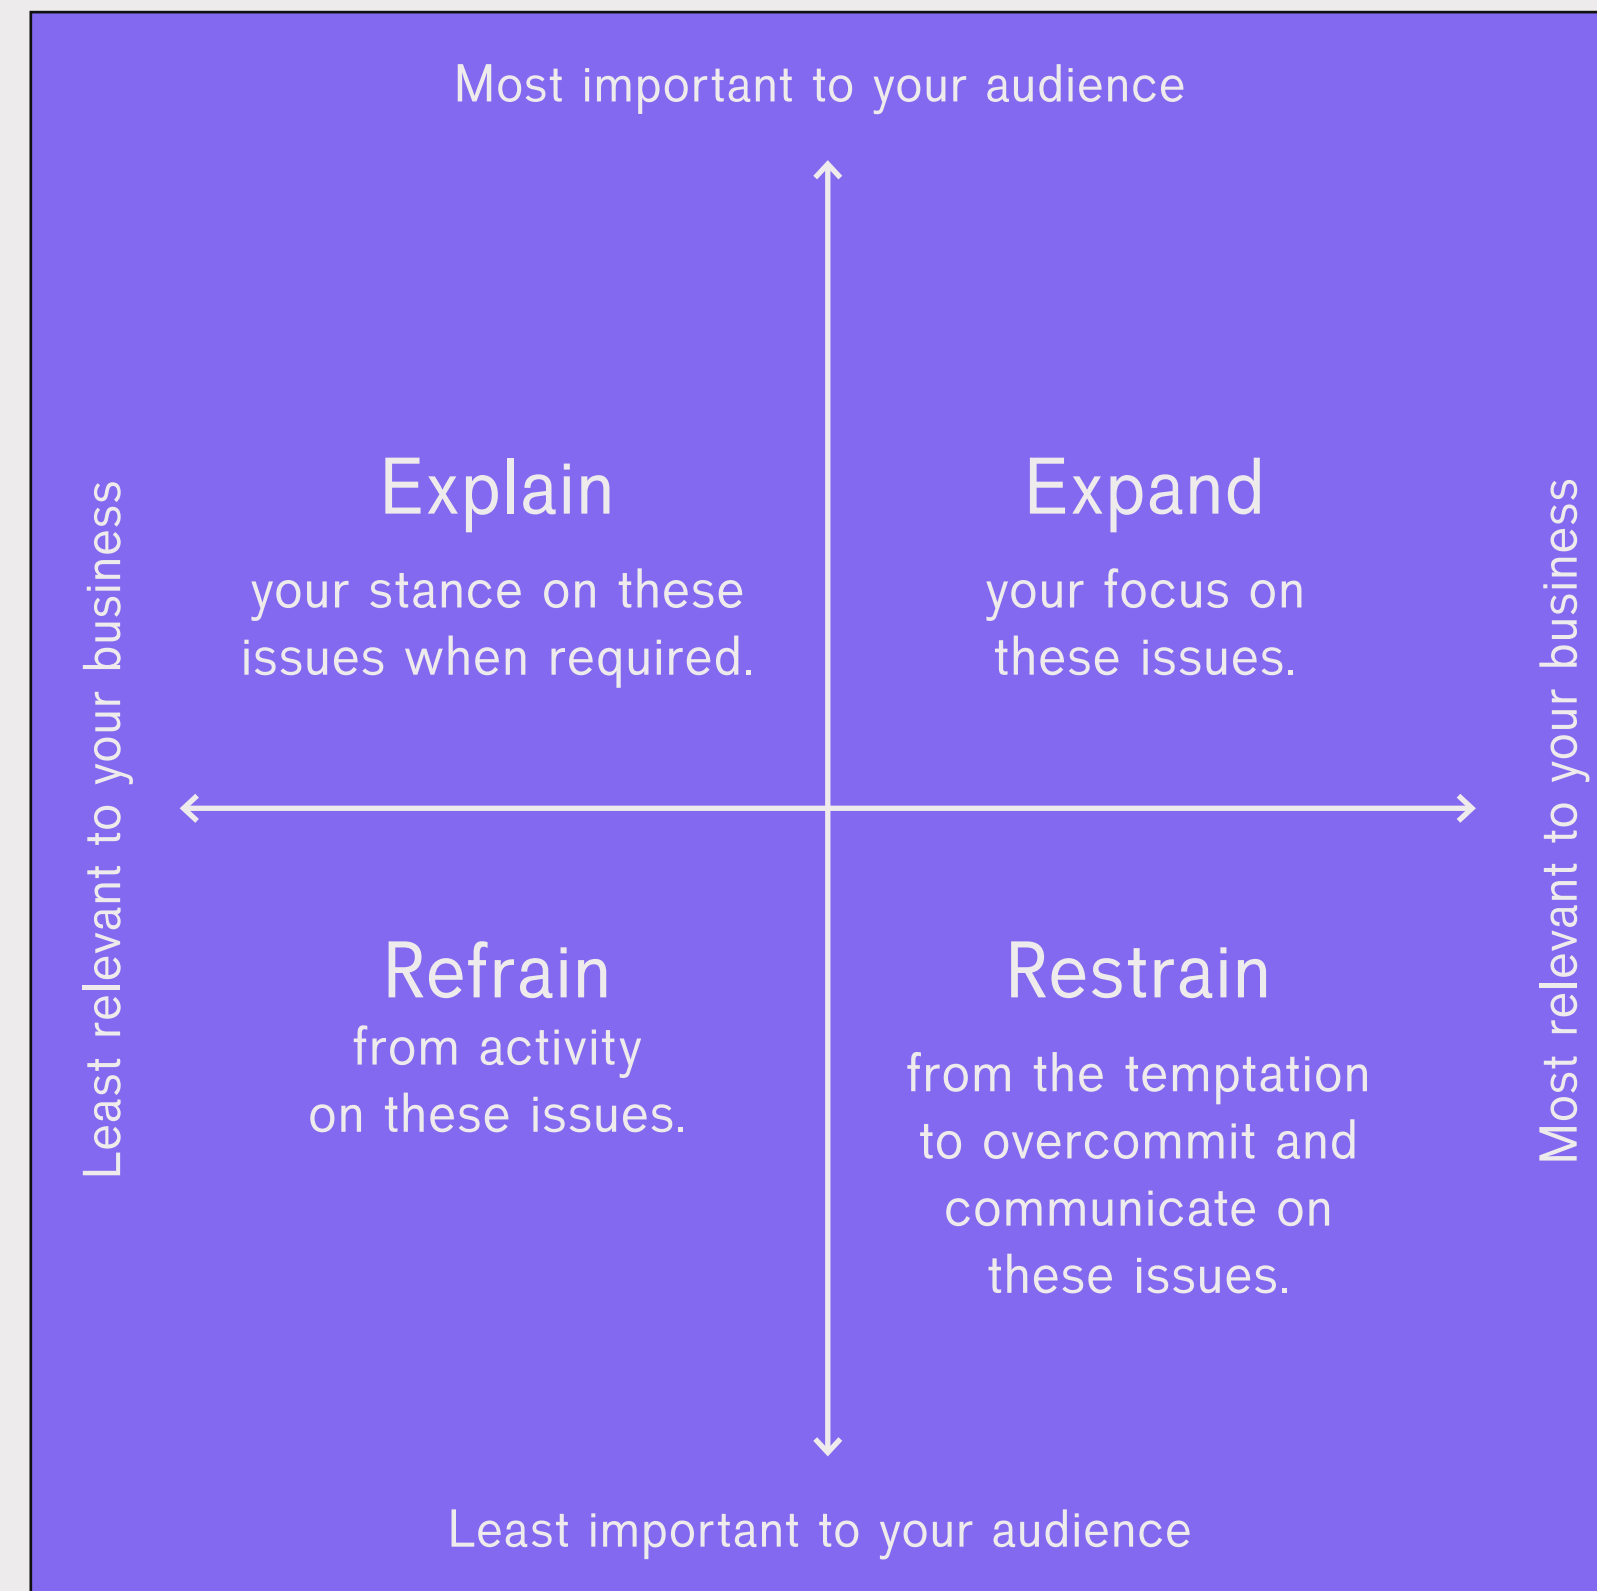 Most important to your audience
Least relevant to your business
Explain
your stance on these
issues when required.
Expand
your focus on
these issues.
Refrain
from activity
on these issues.
Restrain
from the temptation
to overcommit and
communicate on
these issues.
Most relevant to your business
Least important to your audience